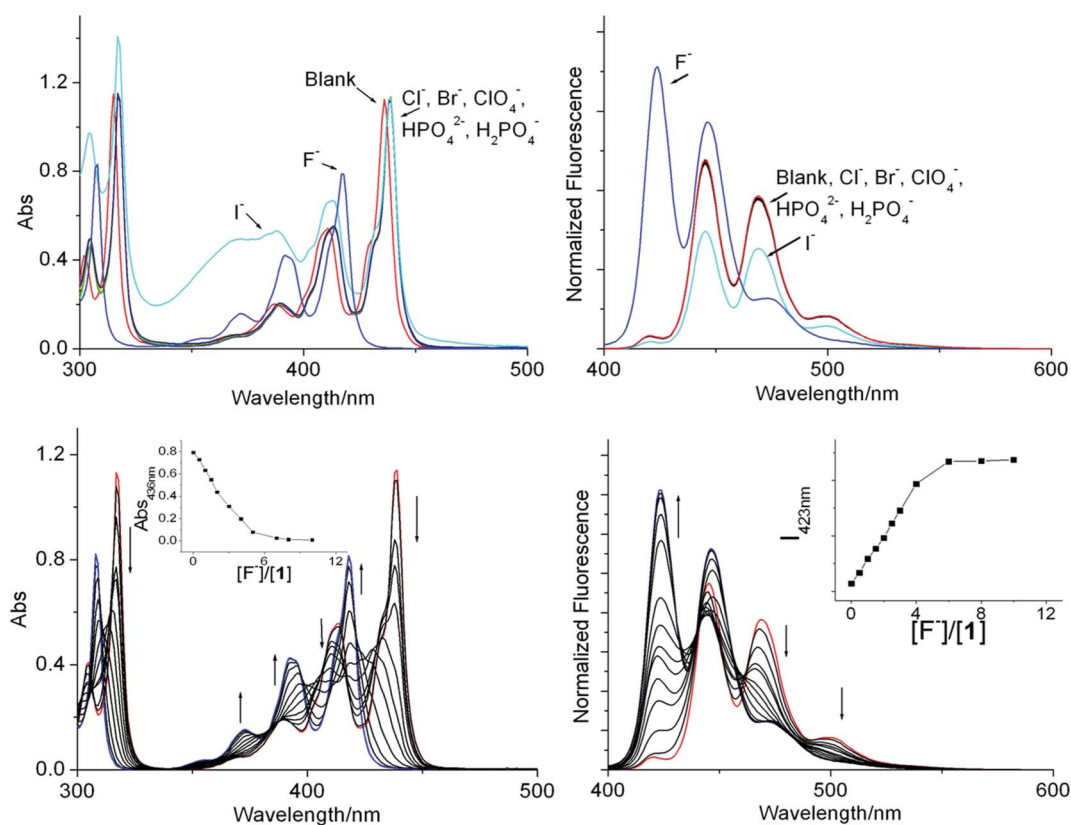 1.2
0.8
0.4
0.0
Abs
Blank
Cl⁻, Br⁻, ClO₄⁻,
HPO₄²⁻, H₂PO₄⁻
F⁻
I⁻
300
400
500
Wavelength/nm
Normalized Fluorescence
F⁻
Blank, Cl⁻, Br⁻, ClO₄⁻,
HPO₄²⁻, H₂PO₄⁻
I⁻
400
450
500
600
Wavelength/nm
1.2
0.8
0.4
0.0
Abs
0.8
0.6
0.4
0.2
0.0
Abs436nm
0
6
12
[F⁻]/[1]
300
400
500
Wavelength/nm
Normalized Fluorescence
I423nm
0
4
8
12
[F⁻]/[1]
400
450
500
600
Wavelength/nm